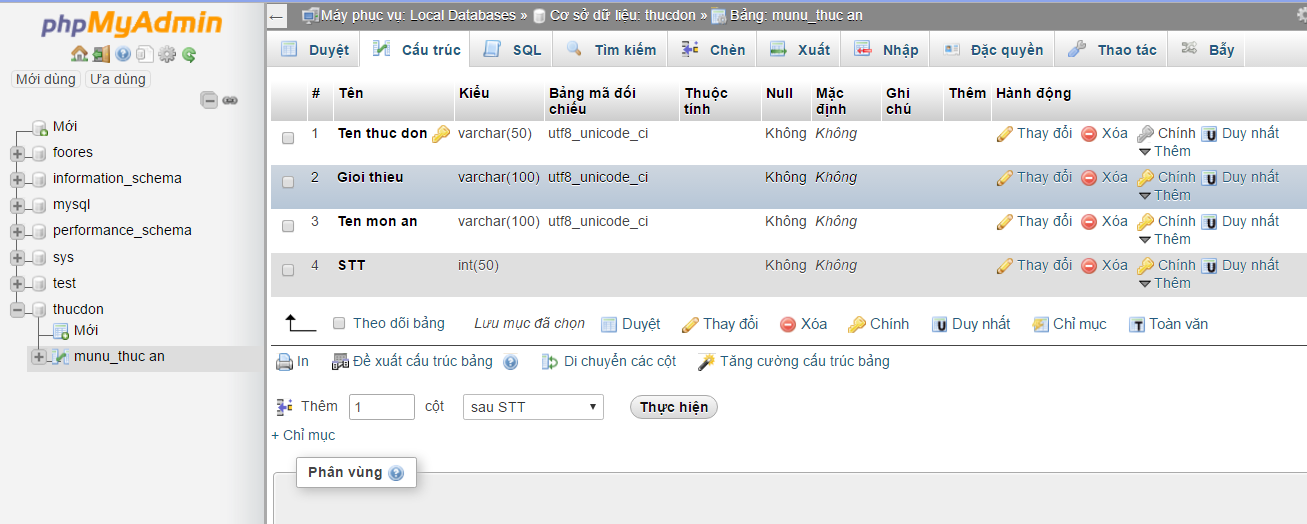 phpMyAdmin
Mới dùng Ưa dùng
Mới
foores
information_schema
mysql
performance_schema
sys
test
thucdon
Mới
munu_thuc an
Máy phục vụ: Local Databases » Cơ sở dữ liệu: thucdon » Bảng: munu_thuc an
Duyệt Cấu trúc SQL Tìm kiếm Chèn Xuất Nhập Đặc quyền Thao tác Bẫy
# Tên Kiểu Bảng mã đối chiếu Thuộc tính Null Mặc định Ghi chú Thêm Hành động
1 Ten thuc don varchar(50) utf8_unicode_ci Không Không Thay đổi Xóa Chính Duy nhất
Thêm
2 Gioi thieu varchar(100) utf8_unicode_ci Không Không Thay đổi Xóa Chính Duy nhất
Thêm
3 Ten mon an varchar(100) utf8_unicode_ci Không Không Thay đổi Xóa Chính Duy nhất
Thêm
4 STT int(50) Không Không Thay đổi Xóa Chính Duy nhất
Thêm
Theo dõi bảng Lưu mục đã chọn Duyệt Thay đổi Xóa Chính Duy nhất Chỉ mục Toàn văn
In Đề xuất cấu trúc bảng Di chuyển các cột Tăng cường cấu trúc bảng
Thêm 1 cột sau STT Thực hiện
+ Chỉ mục
Phân vùng